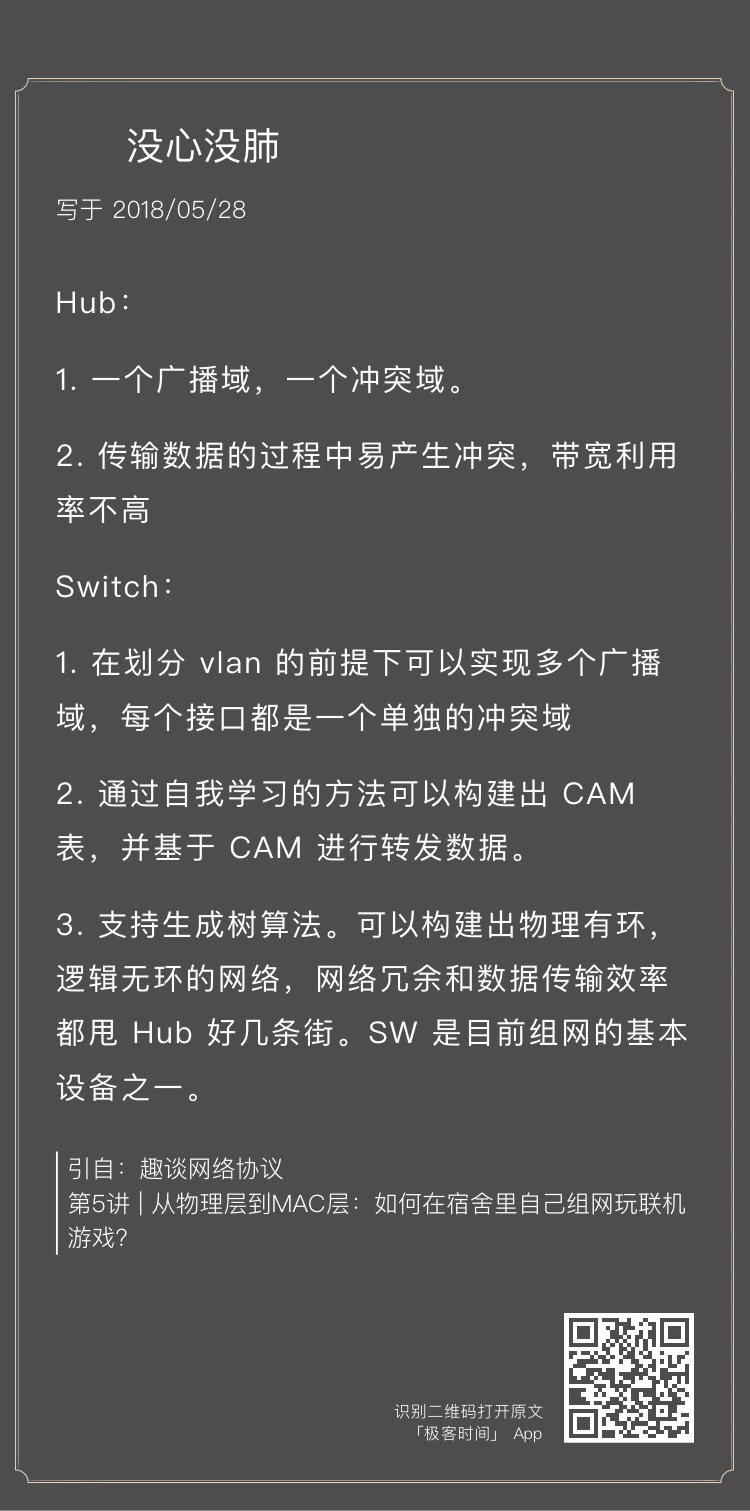 没心没肺
写于 2018/05/28
Hub：
1. 一个广播域，一个冲突域。
2. 传输数据的过程中易产生冲突，带宽利用
率不高
Switch：
1. 在划分 vlan 的前提下可以实现多个广播
域，每个接口都是一个单独的冲突域
2. 通过自我学习的方法可以构建出 CAM
表，并基于 CAM 进行转发数据。
3. 支持生成树算法。可以构建出物理有环，
逻辑无环的网络，网络冗余和数据传输效率
都甩 Hub 好几条街。SW 是目前组网的基本
设备之一。
引自：趣谈网络协议
第5讲 | 从物理层到MAC层：如何在宿舍里自己组网玩联机
游戏？
识别二维码打开原文
「极客时间」 App